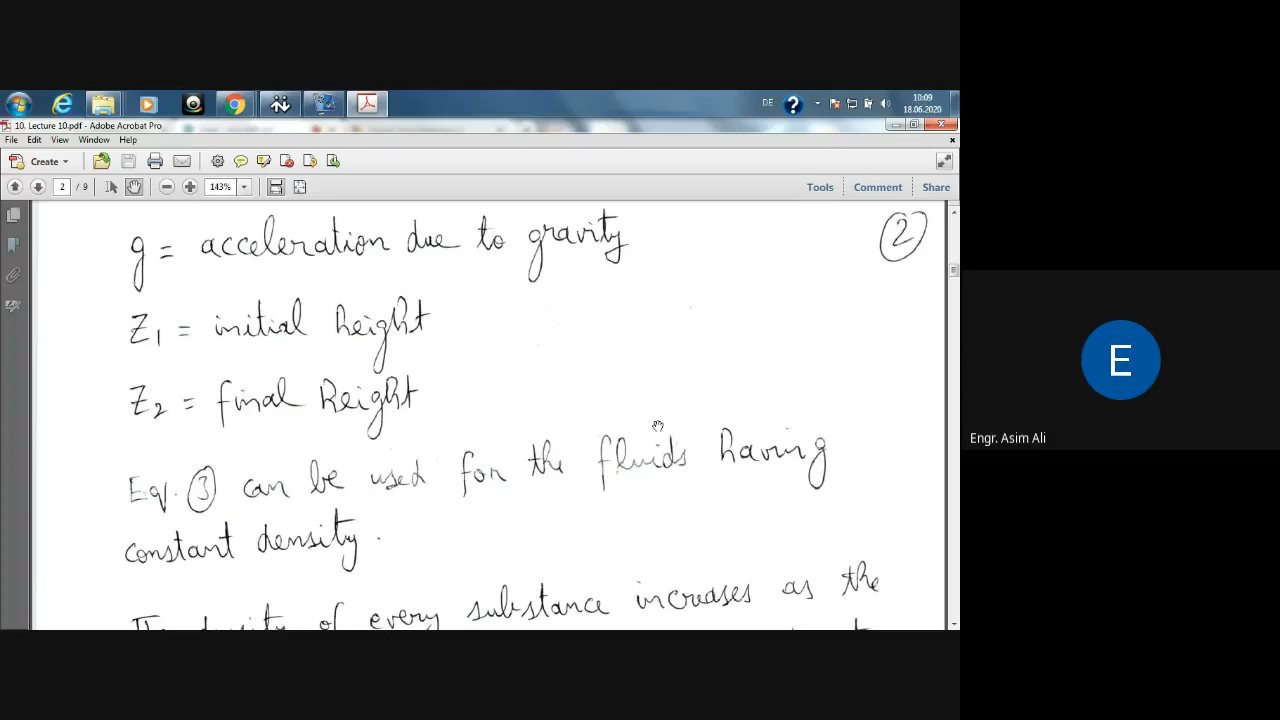 DE
10:09
18.06.2020
10. Lecture 10.pdf - Adobe Acrobat Pro
File Edit View Window Help
Create
2 / 9
143%
Tools
Comment
Share
g = acceleration due to gravity
2
Z1 = initial height
Z2 = final height
Eq. 3 can be used for the fluids having
constant density.
The density of every substance increases as the
E
Engr. Asim Ali